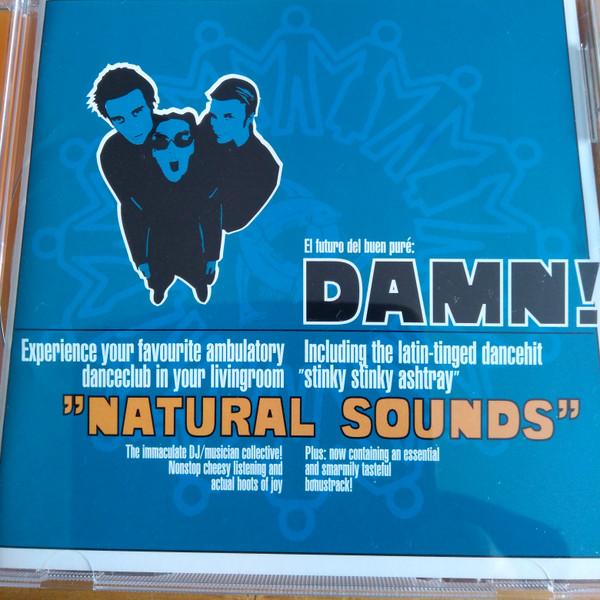 El futuro del buen puré:
DAMN!
Experience your favourite ambulatory
danceclub in your livingroom
Including the latin-tinged dancehit
"stinky stinky ashtray"
"NATURAL SOUNDS"
The immaculate DJ/musician collective!
Nonstop cheesy listening and
actual hoots of joy
Plus: now containing an essential
and smarmily tasteful
bonustrack!